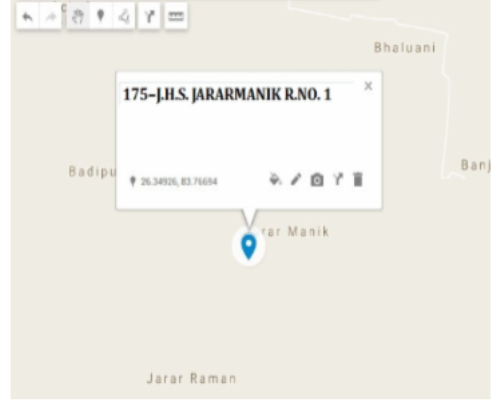 Bhaluani
175-J.H.S. JARARMANIK R.NO. 1
Badipu
Banj
26.34926, 83.76694
rar Manik
Jarar Raman